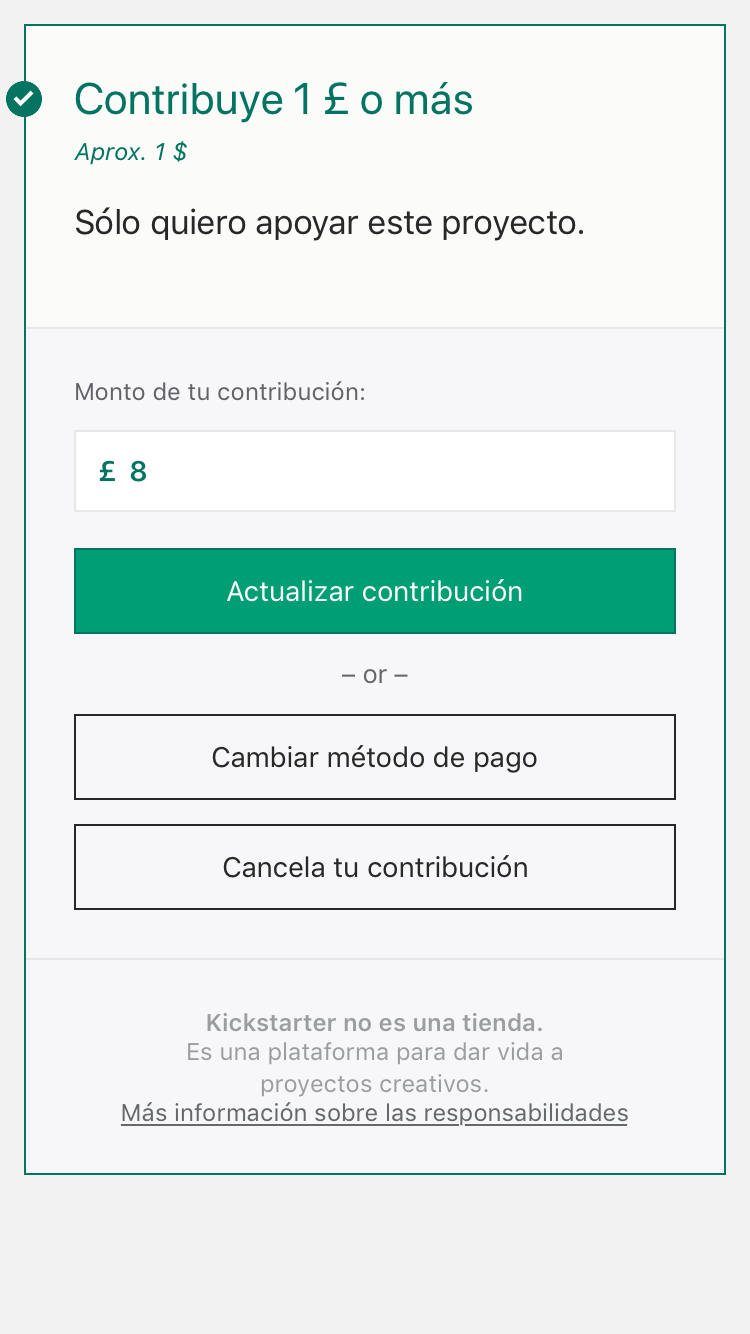 Contribuye 1 £ o más
Aprox. 1 $
Sólo quiero apoyar este proyecto.
Monto de tu contribución:
£ 8
Actualizar contribución
– or –
Cambiar método de pago
Cancela tu contribución
Kickstarter no es una tienda.
Es una plataforma para dar vida a
proyectos creativos.
Más información sobre las responsabilidades